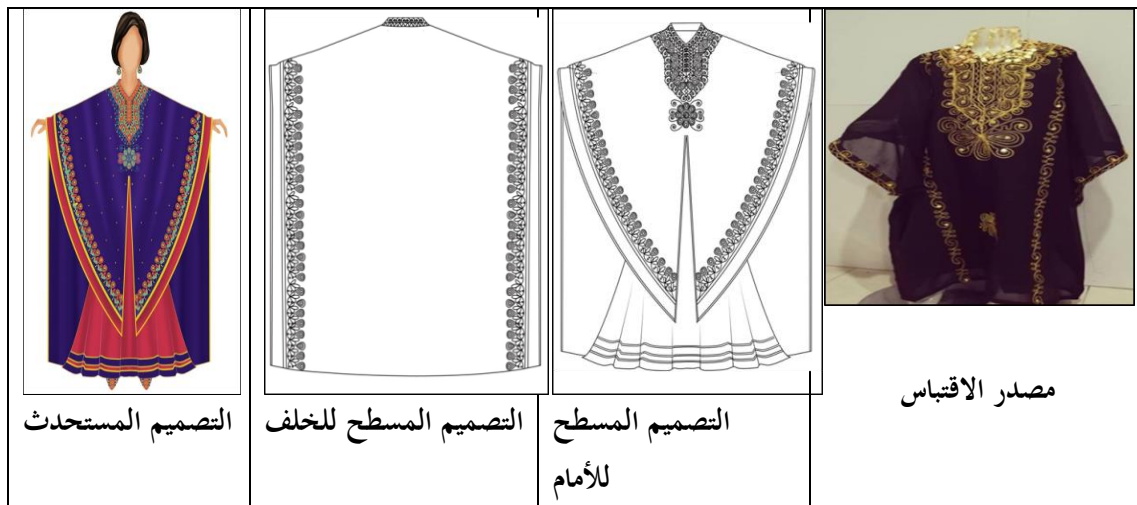 مصدر الاقتباس
التصميم المسطح
للأمام
التصميم المسطح للخلف
التصميم المستحدث